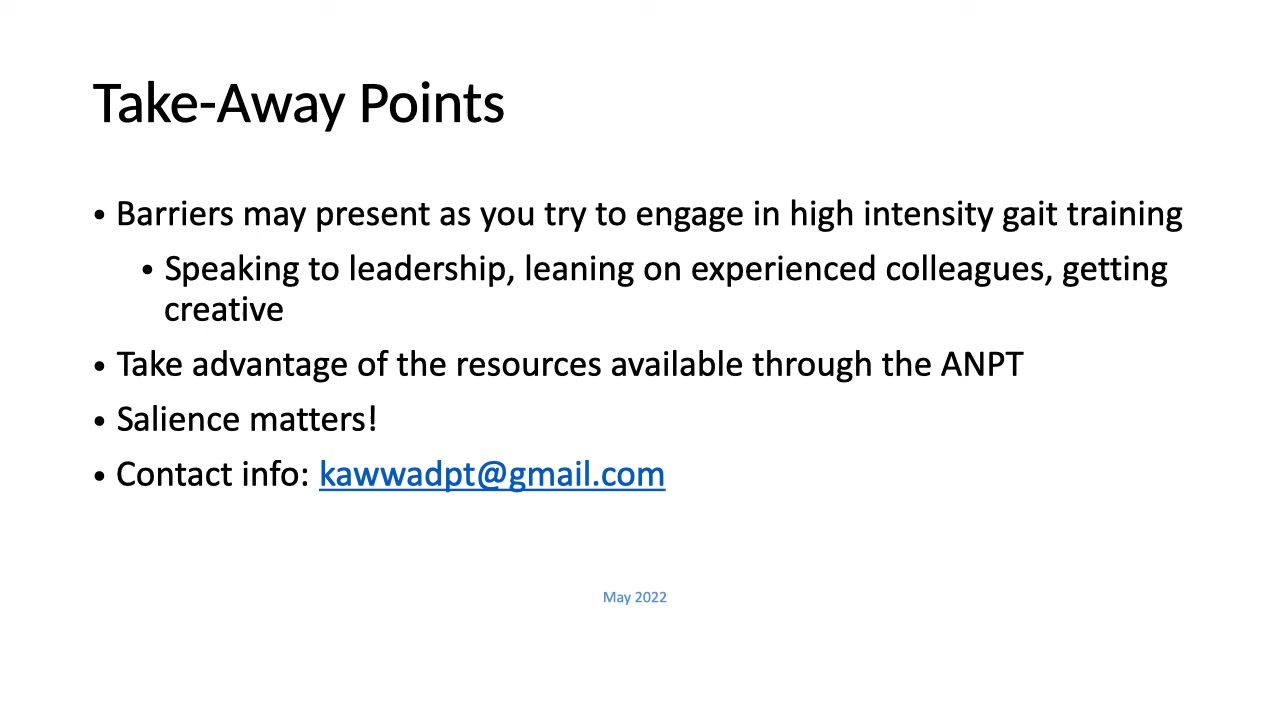 Take-Away Points
• Barriers may present as you try to engage in high intensity gait training
• Speaking to leadership, leaning on experienced colleagues, getting
creative
• Take advantage of the resources available through the ANPT
• Salience matters!
• Contact info: kawwadpt@gmail.com
May 2022